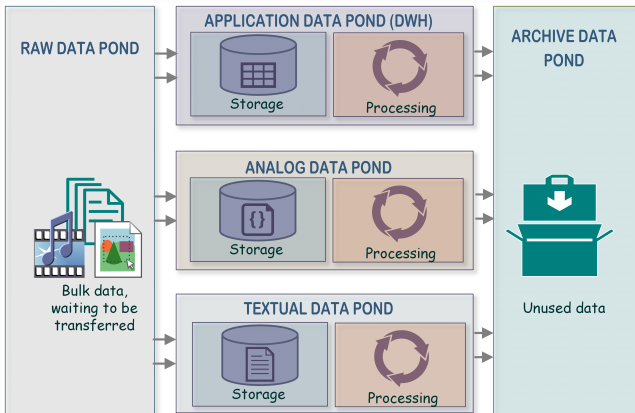 RAW DATA POND
Bulk data,
waiting to be
transferred
APPLICATION DATA POND (DWH)
Storage
Processing
ANALOG DATA POND
{}
Storage
Processing
TEXTUAL DATA POND
Storage
Processing
ARCHIVE DATA
POND
Unused data